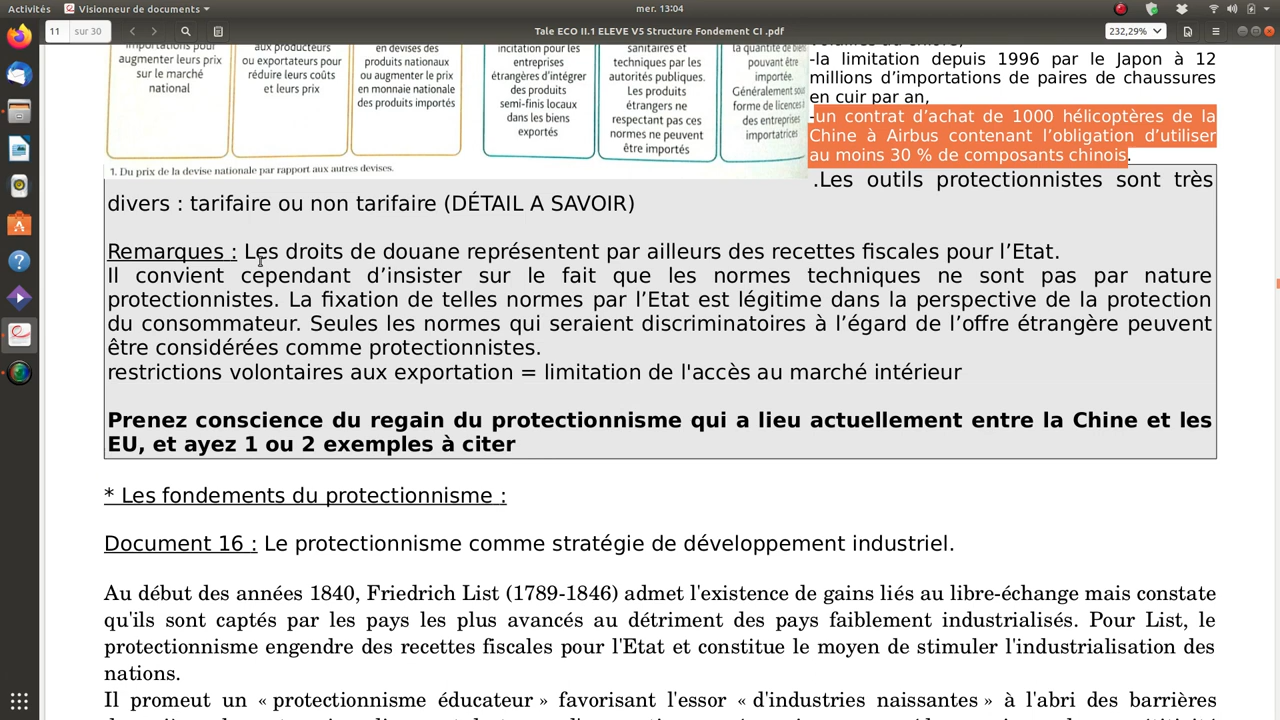 Activités
Visionneur de documents
mer. 13:04
11
sur 30
Tale ECO II.1 ELEVE V5 Structure Fondement CI .pdf
232,29%
importations pour
augmenter leurs prix
sur le marché
national
aux producteurs
ou exportateurs pour
réduire leurs coûts
et leurs prix
en devises des
produits nationaux
ou augmenter le prix
en monnaie nationale
des produits importés
incitation pour les
entreprises
étrangères d'intégrer
des produits
semi-finis locaux
dans les biens
exportés
sanitaires et
techniques par les
autorités publiques.
Les produits
étrangers ne
respectant pas ces
normes ne peuvent
être importés
la quantité de biens
pouvant être
importée.
Généralement sous
forme de licences à
des entreprises
importatrices
1. Du prix de la devise nationale par rapport aux autres devises.
-la limitation depuis 1996 par le Japon à 12
millions d'importations de paires de chaussures
en cuir par an,
-un contrat d'achat de 1000 hélicoptères de la
Chine à Airbus contenant l'obligation d'utiliser
au moins 30 % de composants chinois.
.Les outils protectionnistes sont très
divers : tarifaire ou non tarifaire (DÉTAIL A SAVOIR)
Remarques : Les droits de douane représentent par ailleurs des recettes fiscales pour l'Etat.
Il convient cependant d'insister sur le fait que les normes techniques ne sont pas par nature
protectionnistes. La fixation de telles normes par l'Etat est légitime dans la perspective de la protection
du consommateur. Seules les normes qui seraient discriminatoires à l'égard de l'offre étrangère peuvent
être considérées comme protectionnistes.
restrictions volontaires aux exportation = limitation de l'accès au marché intérieur
Prenez conscience du regain du protectionnisme qui a lieu actuellement entre la Chine et les
EU, et ayez 1 ou 2 exemples à citer
* Les fondements du protectionnisme :
Document 16 : Le protectionnisme comme stratégie de développement industriel.
Au début des années 1840, Friedrich List (1789-1846) admet l'existence de gains liés au libre-échange mais constate
qu'ils sont captés par les pays les plus avancés au détriment des pays faiblement industrialisés. Pour List, le
protectionnisme engendre des recettes fiscales pour l'Etat et constitue le moyen de stimuler l'industrialisation des
nations.
Il promeut un « protectionnisme éducateur » favorisant l'essor « d'industries naissantes » à l'abri des barrières